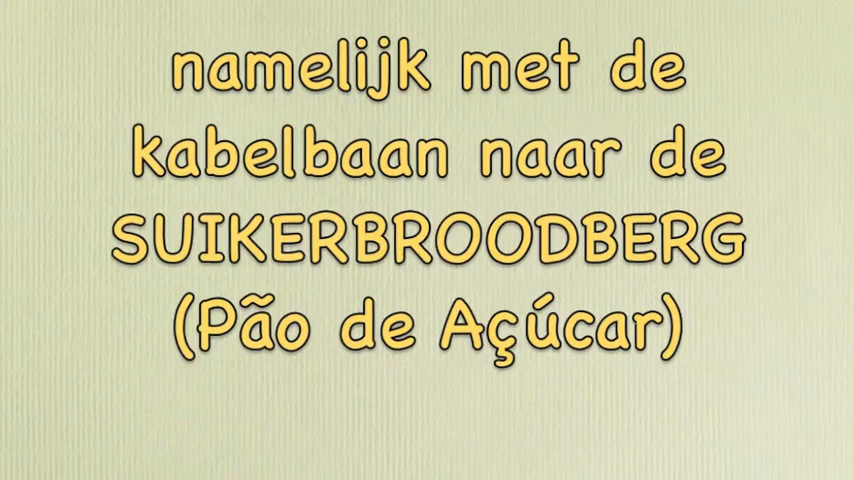 namelijk met de
kabelbaan naar de
SUIKERBROODBERG
(Pão de Açúcar)